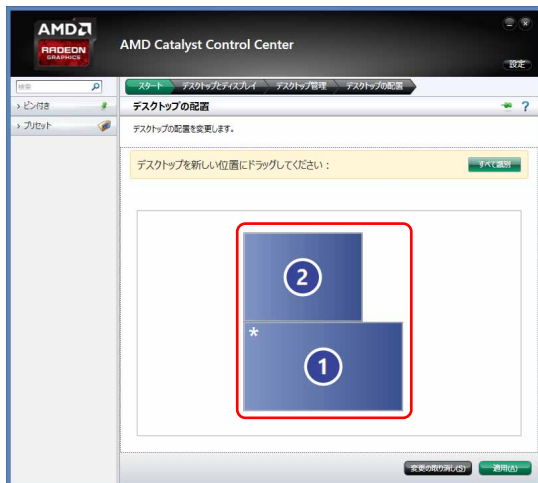 AMD
RADEON
GRAPHICS
AMD Catalyst Control Center
設定
検索
スタート デスクトップとディスプレイ デスクトップ管理 デスクトップの配置
ピン付き
デスクトップの配置
?
プリセット
デスクトップの配置を変更します。
デスクトップを新しい位置にドラッグしてください：
すべて識別
2
*
1
変更の取り消し(S)
適用(A)